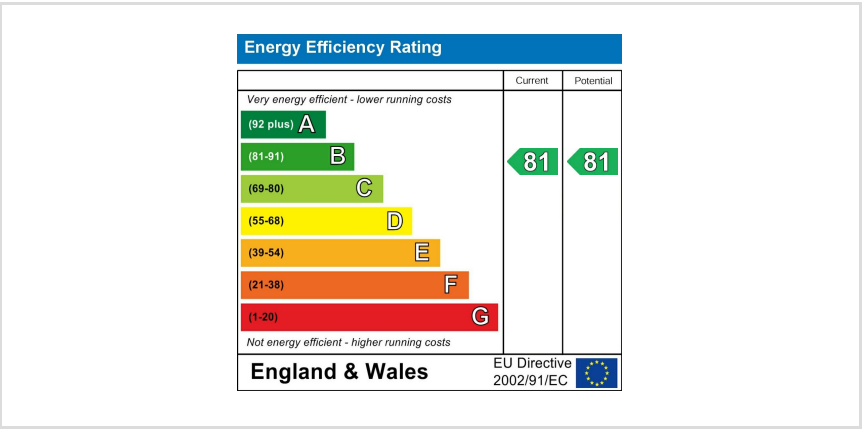 Energy Efficiency Rating
Current Potential
Very energy efficient - lower running costs
(92 plus) A
(81-91) B
81 81
(69-80) C
(55-68) D
(39-54) E
(21-38) F
(1-20) G
Not energy efficient - higher running costs
England & Wales
EU Directive
2002/91/EC